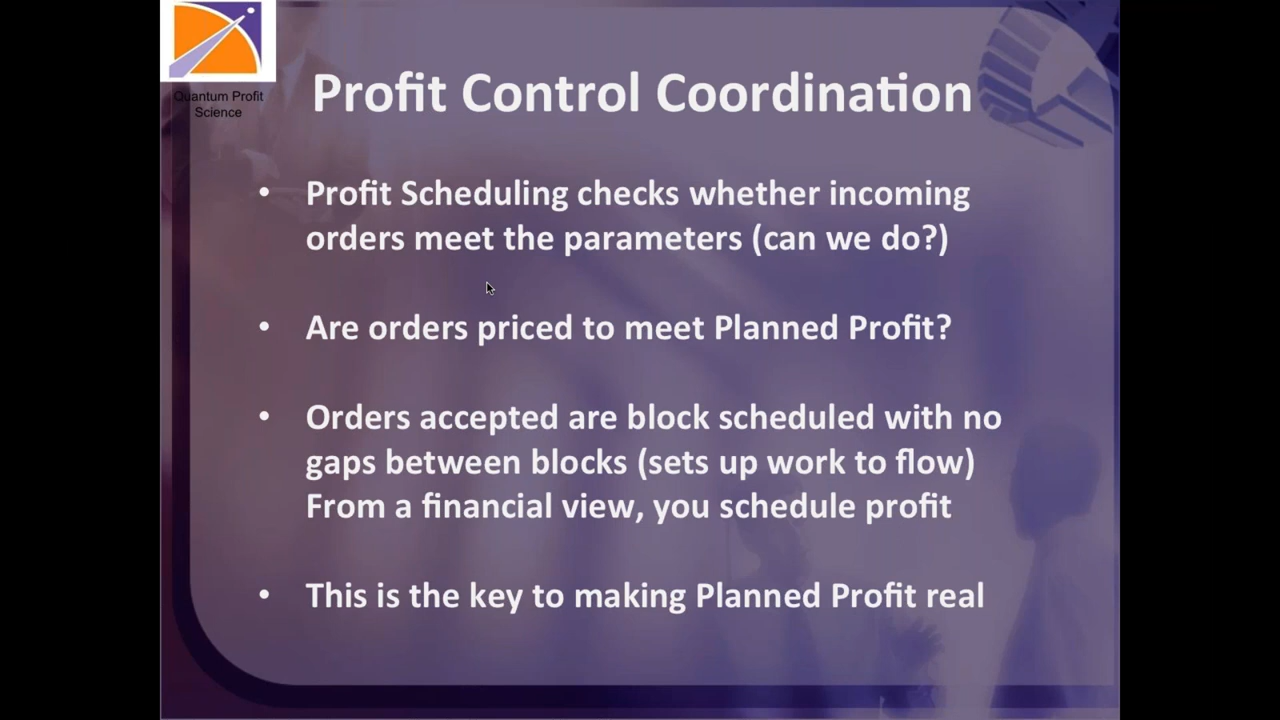 Quantum Profit
Science
Profit Control Coordination
• Profit Scheduling checks whether incoming
orders meet the parameters (can we do?)
• Are orders priced to meet Planned Profit?
• Orders accepted are block scheduled with no
gaps between blocks (sets up work to flow)
From a financial view, you schedule profit
• This is the key to making Planned Profit real